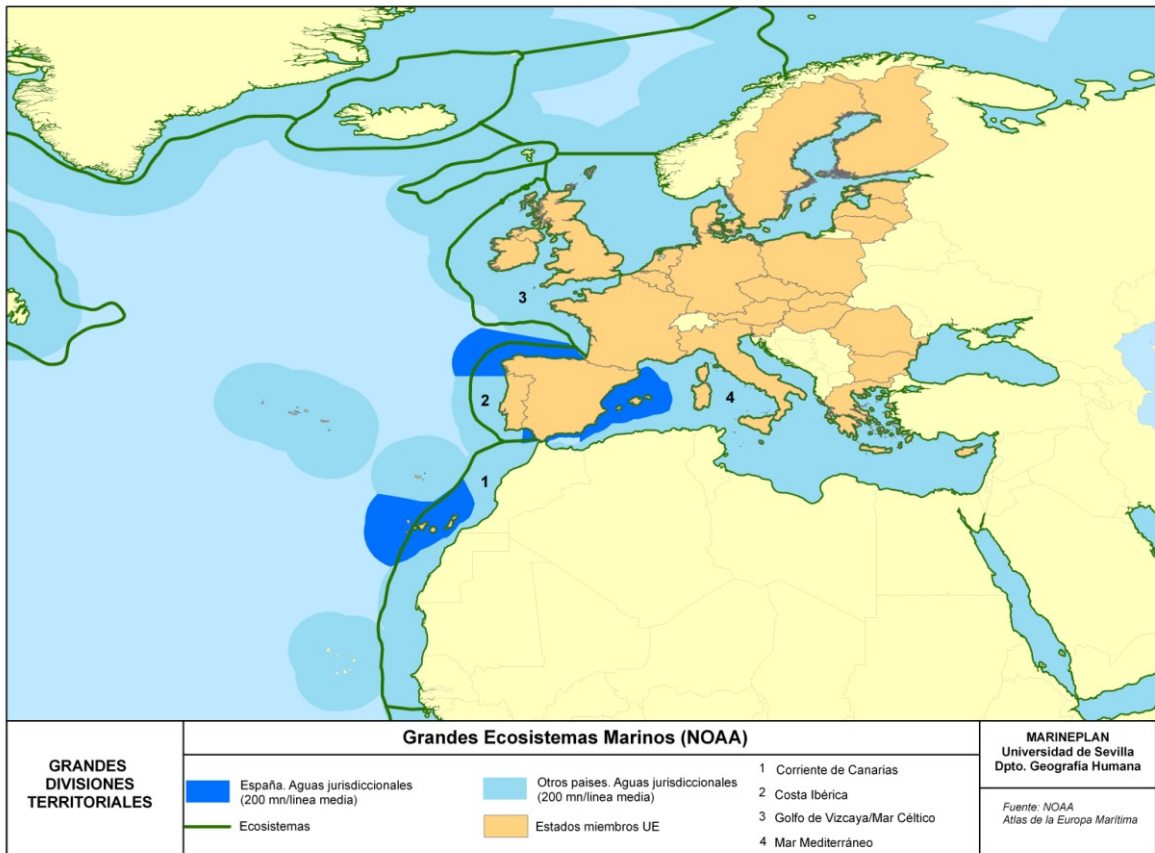 3
2
4
1
GRANDES
DIVISIONES
TERRITORIALES
Grandes Ecosistemas Marinos (NOAA)
España. Aguas jurisdiccionales
(200 mn/linea media)
Ecosistemas
Otros paises. Aguas jurisdiccionales
(200 mn/linea media)
Estados miembros UE
1 Corriente de Canarias
2 Costa Ibérica
3 Golfo de Vizcaya/Mar Céltico
4 Mar Mediterráneo
MARINEPLAN
Universidad de Sevilla
Dpto. Geografía Humana
Fuente: NOAA
Atlas de la Europa Marítima